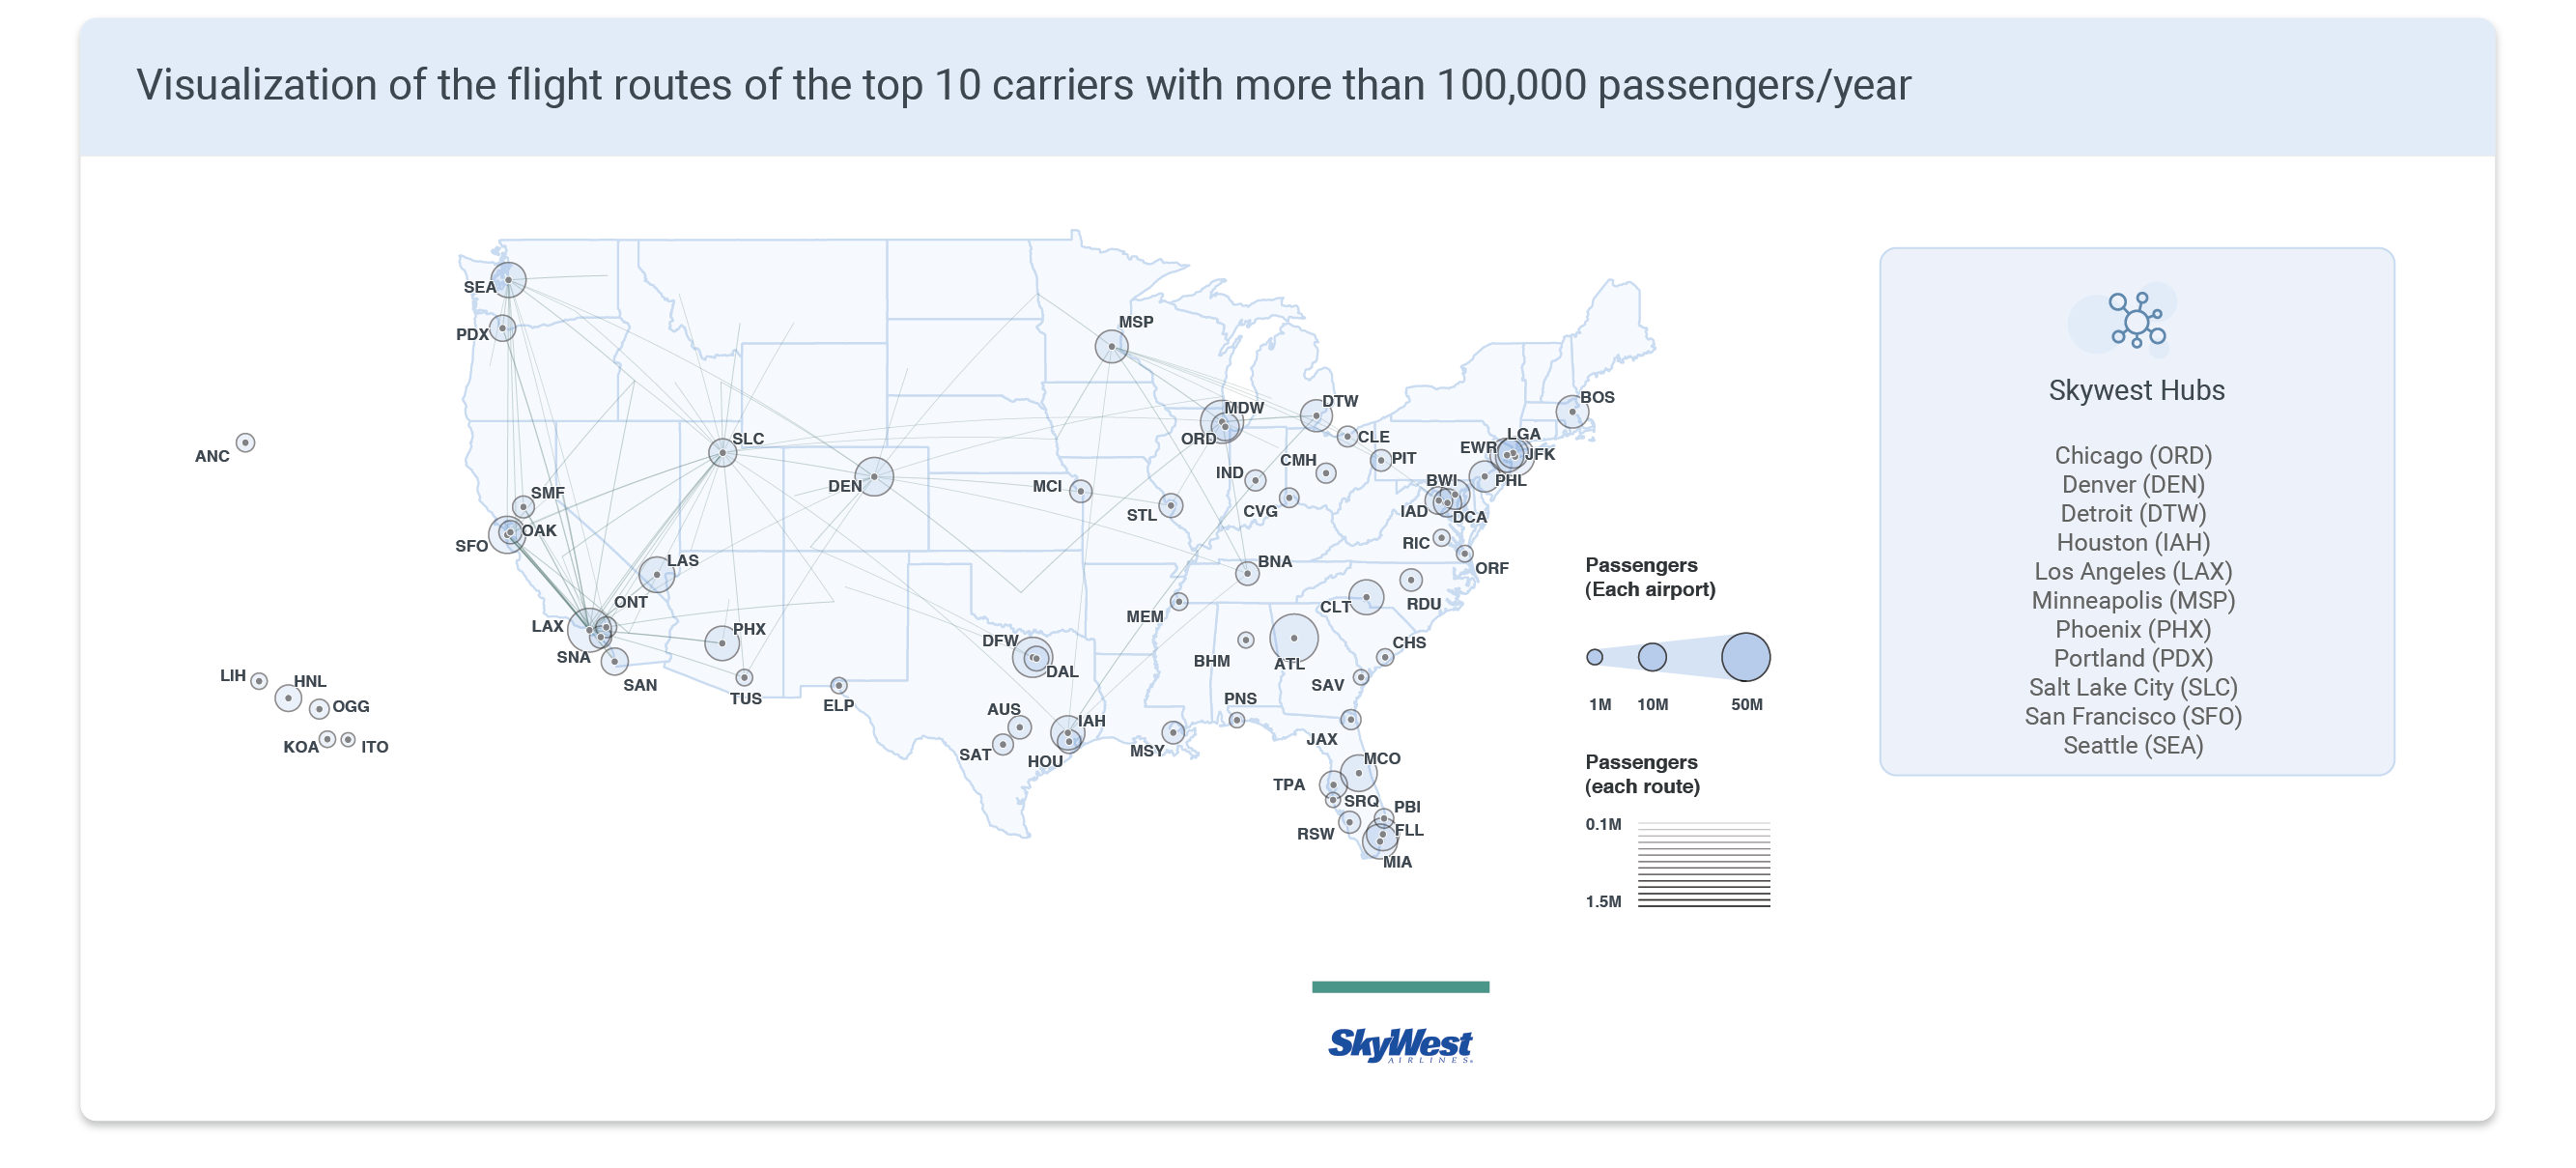 Visualization of the flight routes of the top 10 carriers with more than 100,000 passengers/year
SEA
PDX
MSP
SLC
DEN
MDW
ORD
DTW
BOS
CLE
LGA
EWR
JFK
PIT
PHL
BWI
IAD
DCA
CMH
IND
CVG
MCI
STL
ANC
SMF
OAK
SFO
LAS
ONT
LAX
SNA
SAN
PHX
TUS
ELP
BNA
MEM
RIC
ORF
RDU
CLT
CHS
ATL
BHM
SAV
PNS
JAX
DFW
DAL
AUS
SAT
IAH
HOU
MSY
MCO
TPA
SRQ
PBI
RSW
FLL
MIA
LIH
HNL
OGG
KOA
ITO
Passengers
(Each airport)
1M 10M 50M
Passengers
(each route)
0.1M
1.5M
Skywest Hubs
Chicago (ORD)
Denver (DEN)
Detroit (DTW)
Houston (IAH)
Los Angeles (LAX)
Minneapolis (MSP)
Phoenix (PHX)
Portland (PDX)
Salt Lake City (SLC)
San Francisco (SFO)
Seattle (SEA)
SkyWest
AIRLINES